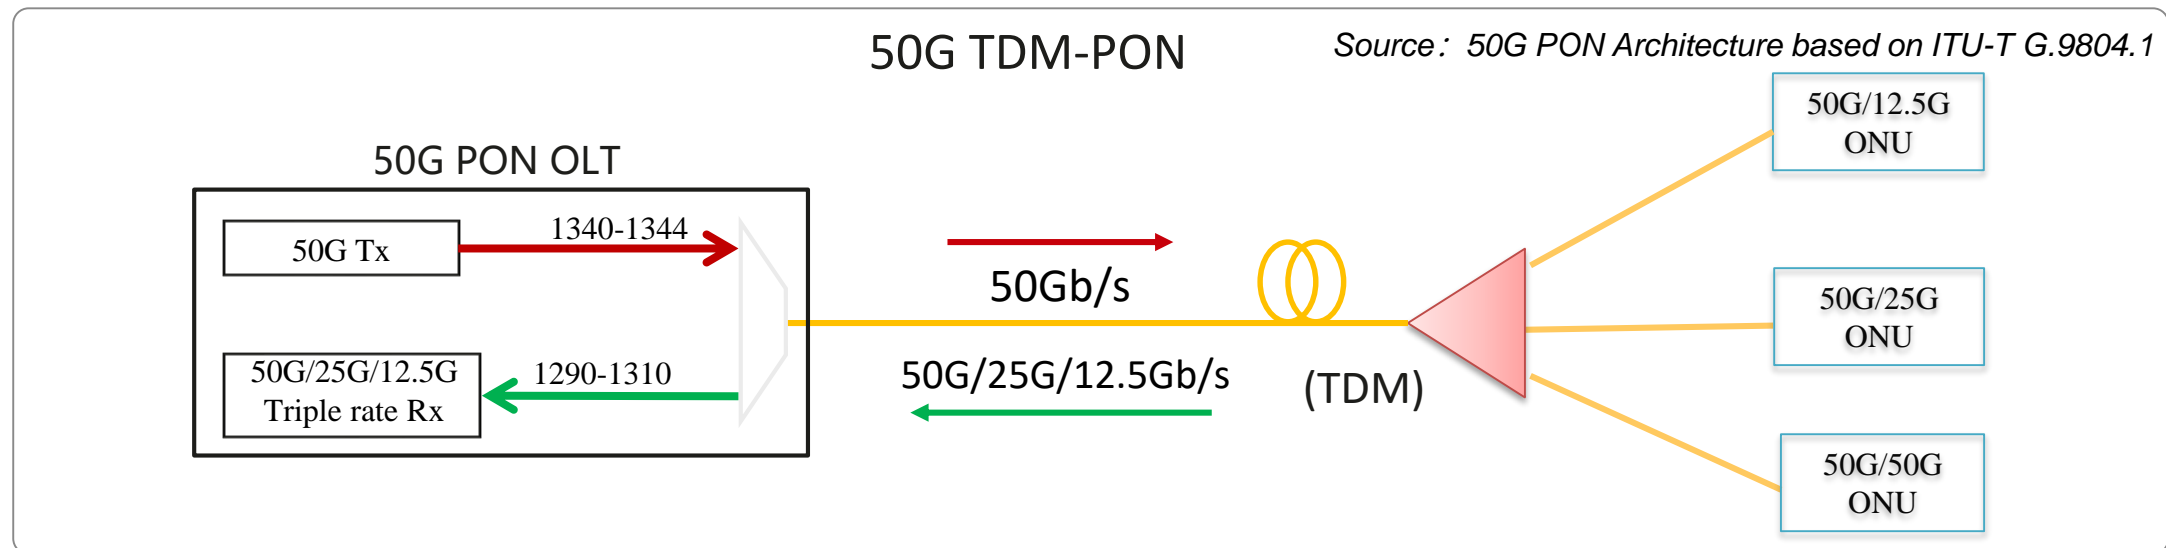 50G TDM-PON
Source：50G PON Architecture based on ITU-T G.9804.1
50G PON OLT
50G Tx
1340-1344
50G/25G/12.5G
Triple rate Rx
1290-1310
50Gb/s
50G/25G/12.5Gb/s
(TDM)
50G/12.5G
ONU
50G/25G
ONU
50G/50G
ONU